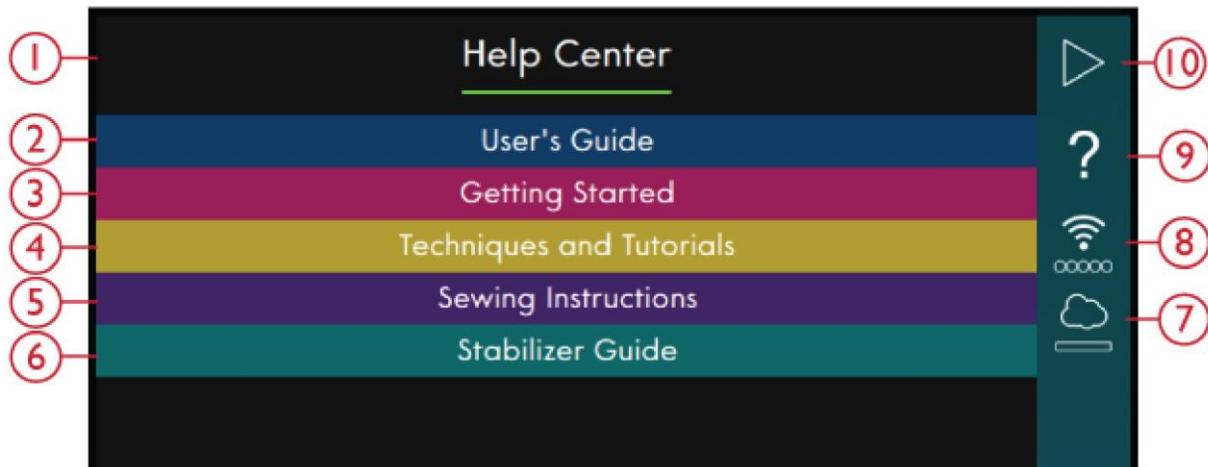 1
Help Center
10
2
User's Guide
?
9
3
Getting Started
4
Techniques and Tutorials
8
5
Sewing Instructions
7
6
Stabilizer Guide